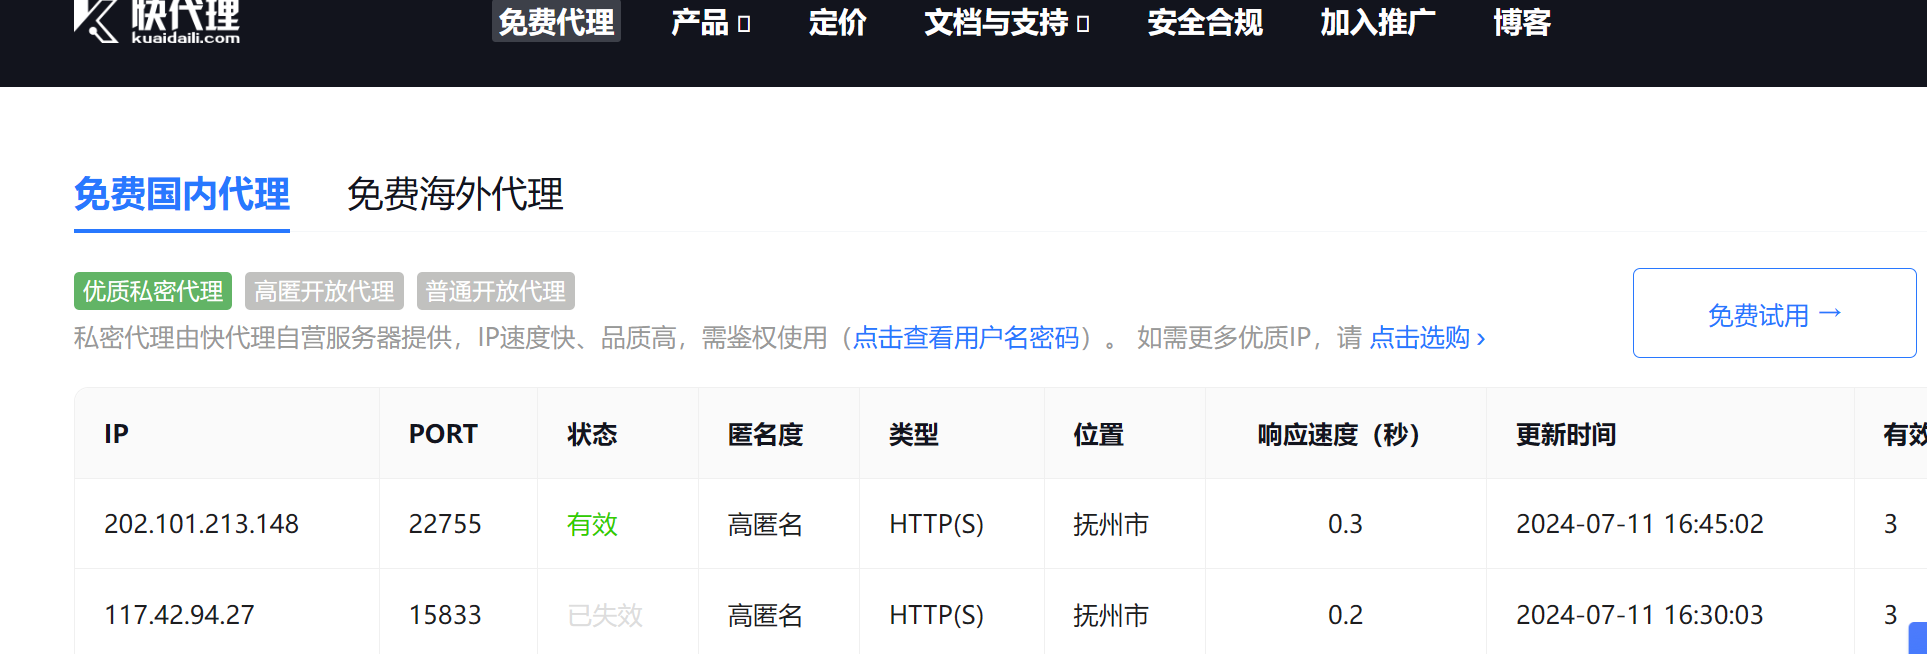 快代理
kuaidaili.com
免费代理 产品 定价 文档与支持 安全合规 加入推广 博客
免费国内代理 免费海外代理
优质私密代理 高匿开放代理 普通开放代理
私密代理由快代理自营服务器提供，IP速度快、品质高，需鉴权使用（点击查看用户名密码）。 如需更多优质IP，请 点击选购 ›
免费试用 →
IP PORT 状态 匿名度 类型 位置 响应速度（秒） 更新时间 有效
202.101.213.148 22755 有效 高匿名 HTTP(S) 抚州市 0.3 2024-07-11 16:45:02 3
117.42.94.27 15833 已失效 高匿名 HTTP(S) 抚州市 0.2 2024-07-11 16:30:03 3